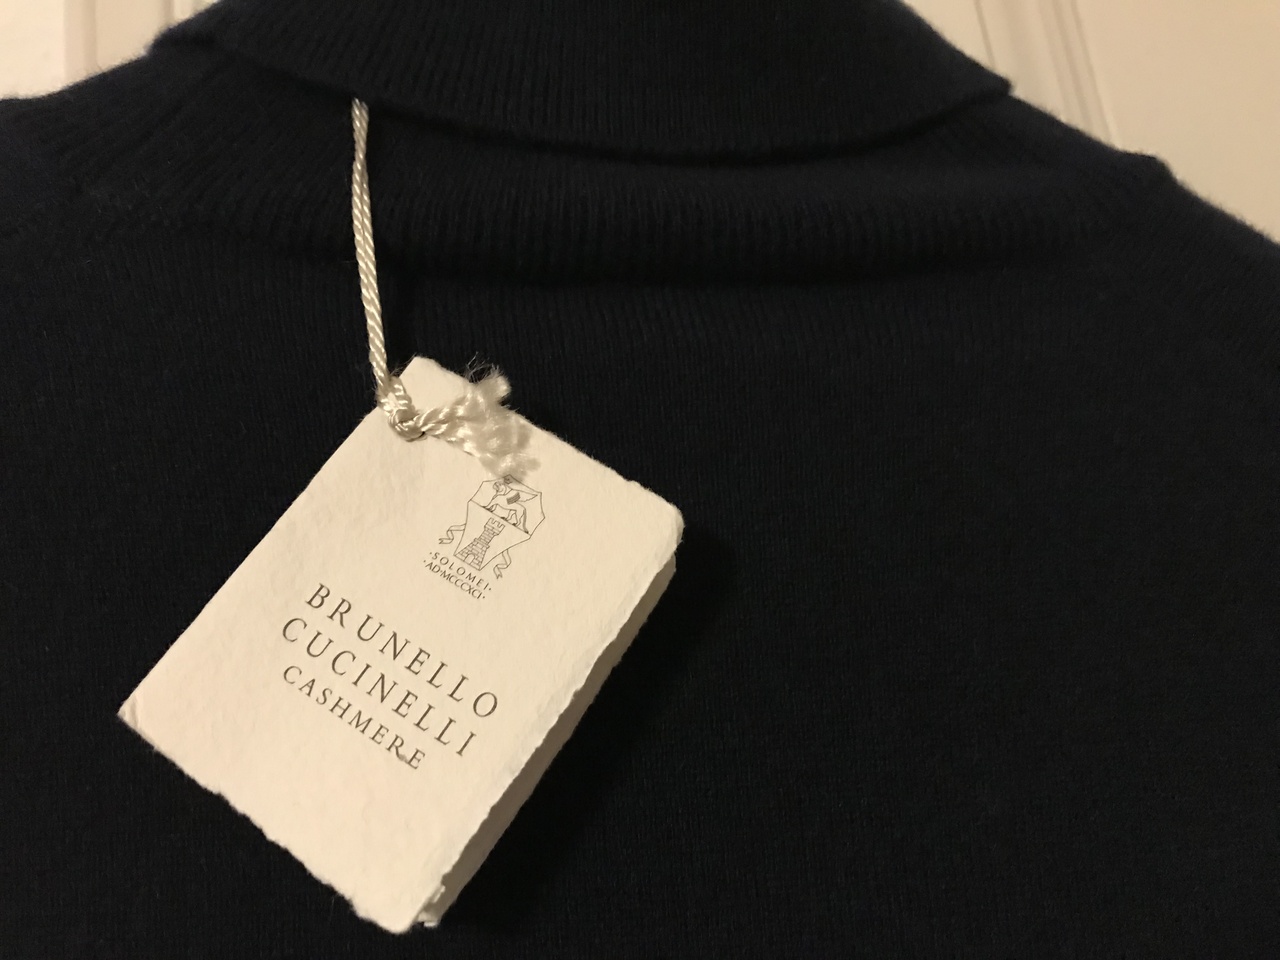 ·SOLOMEI·
·AD·MCCCXCI·
BRUNELLO
CUCINELLI
CASHMERE